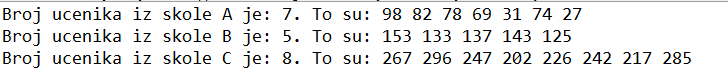 Broj ucenika iz skole A je: 7. To su: 98 82 78 69 31 74 27
Broj ucenika iz skole B je: 5. To su: 153 133 137 143 125
Broj ucenika iz skole C je: 8. To su: 267 296 247 202 226 242 217 285